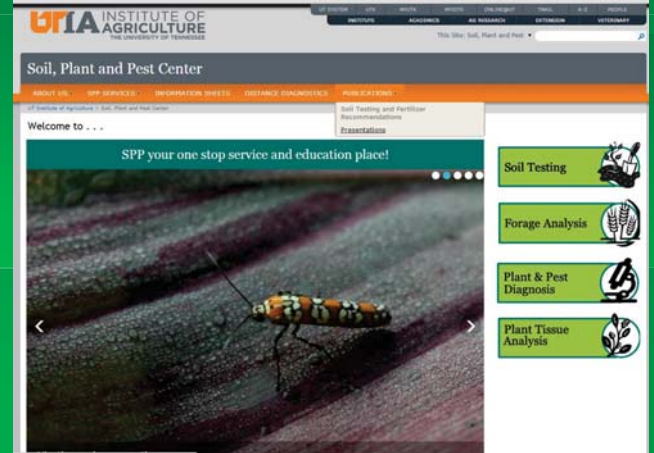 UT SYSTEM UTK A-Z PEOPLE
UTIA INSTITUTE OF
AGRICULTURE
THE UNIVERSITY OF TENNESSEE
INSTITUTE ACADEMICS AG RESEARCH EXTENSION VETERINARY
This Site: Soil, Plant and Pest
Soil, Plant and Pest Center
ABOUT US SPP SERVICES INFORMATION SHEETS DISTANCE DIAGNOSTICS PUBLICATIONS
UT Institute of Agriculture > Soil, Plant and Pest Center
Soil Testing and Fertilizer
Recommendations
Presentations
Welcome to . . .
SPP your one stop service and education place!
Soil Testing
Forage Analysis
Plant & Pest
Diagnosis
Plant Tissue
Analysis